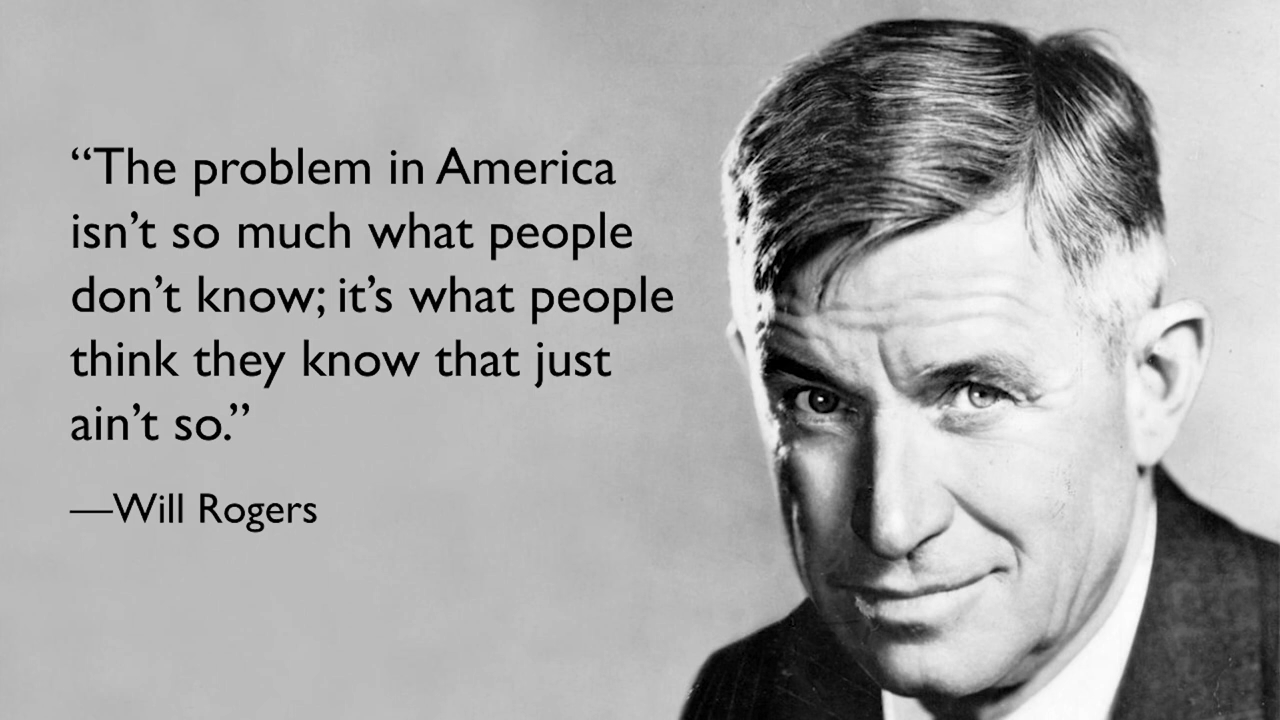 “The problem in America
isn’t so much what people
don’t know; it’s what people
think they know that just
ain’t so.”
—Will Rogers